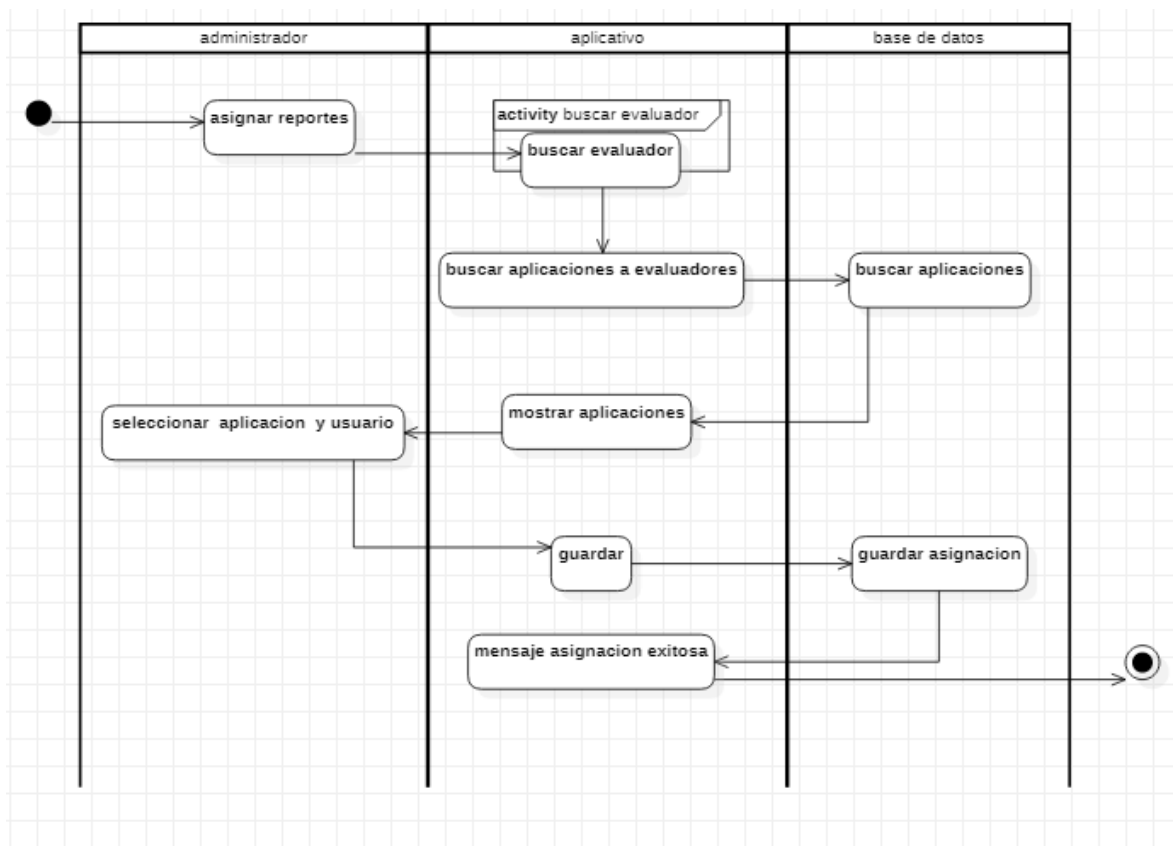 administrador
aplicativo
base de datos
asignar reportes
activity buscar evaluador
buscar evaluador
buscar aplicaciones a evaluadores
buscar aplicaciones
mostrar aplicaciones
seleccionar  aplicacion  y usuario
guardar
guardar asignacion
mensaje asignacion exitosa